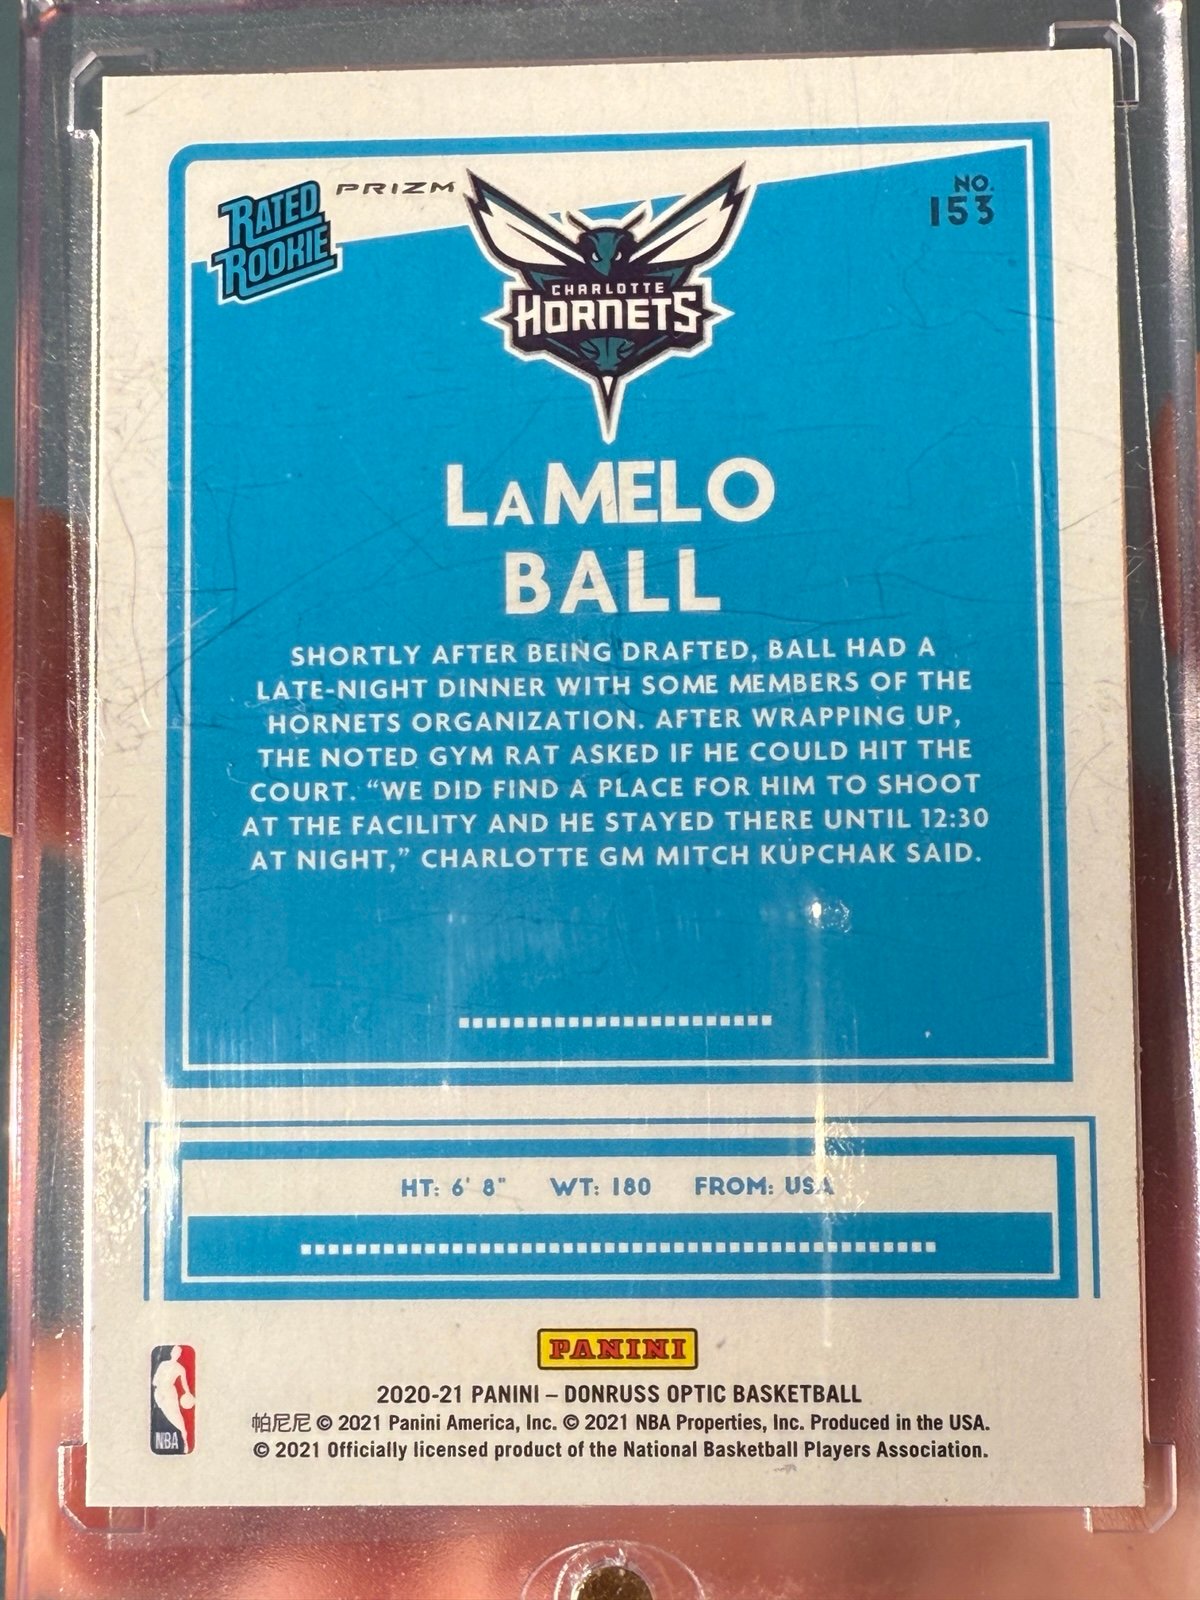 RATED
ROOKIE
PRIZM
NO.
153
CHARLOTTE
HORNETS
LaMELO
BALL
SHORTLY AFTER BEING DRAFTED, BALL HAD A
LATE-NIGHT DINNER WITH SOME MEMBERS OF THE
HORNETS ORGANIZATION. AFTER WRAPPING UP,
THE NOTED GYM RAT ASKED IF HE COULD HIT THE
COURT. “WE DID FIND A PLACE FOR HIM TO SHOOT
AT THE FACILITY AND HE STAYED THERE UNTIL 12:30
AT NIGHT,” CHARLOTTE GM MITCH KUPCHAK SAID.
HT: 6' 8" WT: 180 FROM: USA
PANINI
NBA
2020-21 PANINI – DONRUSS OPTIC BASKETBALL
帕尼尼 © 2021 Panini America, Inc. © 2021 NBA Properties, Inc. Produced in the USA.
© 2021 Officially licensed product of the National Basketball Players Association.